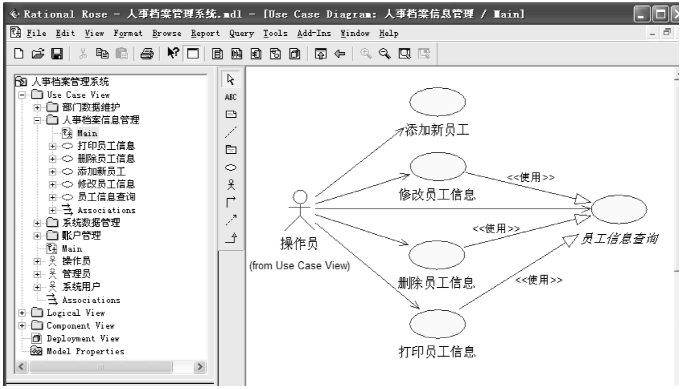 Rational Rose - 人事档案管理系统.mdl - [Use Case Diagram: 人事档案信息管理 / Main]
File Edit View Format Browse Report Query Tools Add-Ins Window Help
人事档案管理系统
Use Case View
部门数据维护
人事档案信息管理
Main
打印员工信息
删除员工信息
添加新员工
修改员工信息
员工信息查询
Associations
系统数据管理
账户管理
Main
操作员
管理员
系统用户
Associations
Logical View
Component View
Deployment View
Model Properties
ABC
添加新员工
<<使用>>
修改员工信息
<<使用>>
员工信息查询
操作员
(from Use Case View)
删除员工信息
<<使用>>
打印员工信息